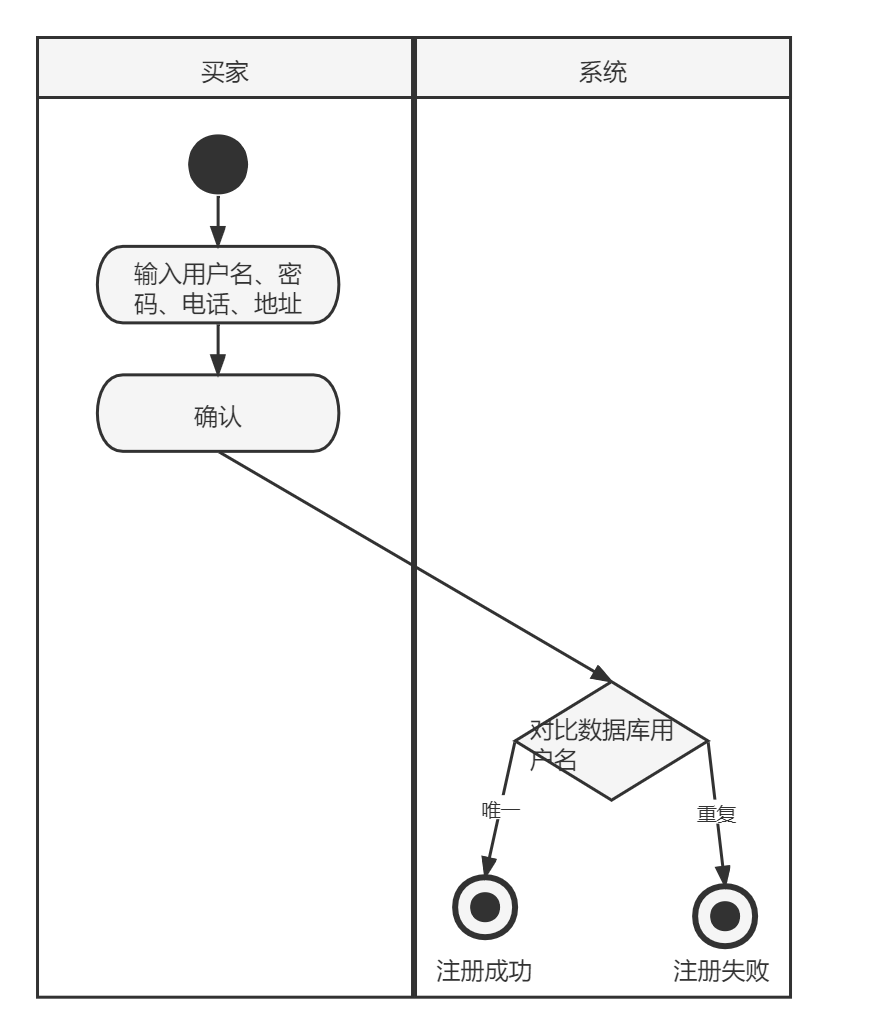 买家
系统
输入用户名、密
码、电话、地址
确认
对比数据库用
户名
唯一
重复
注册成功
注册失败